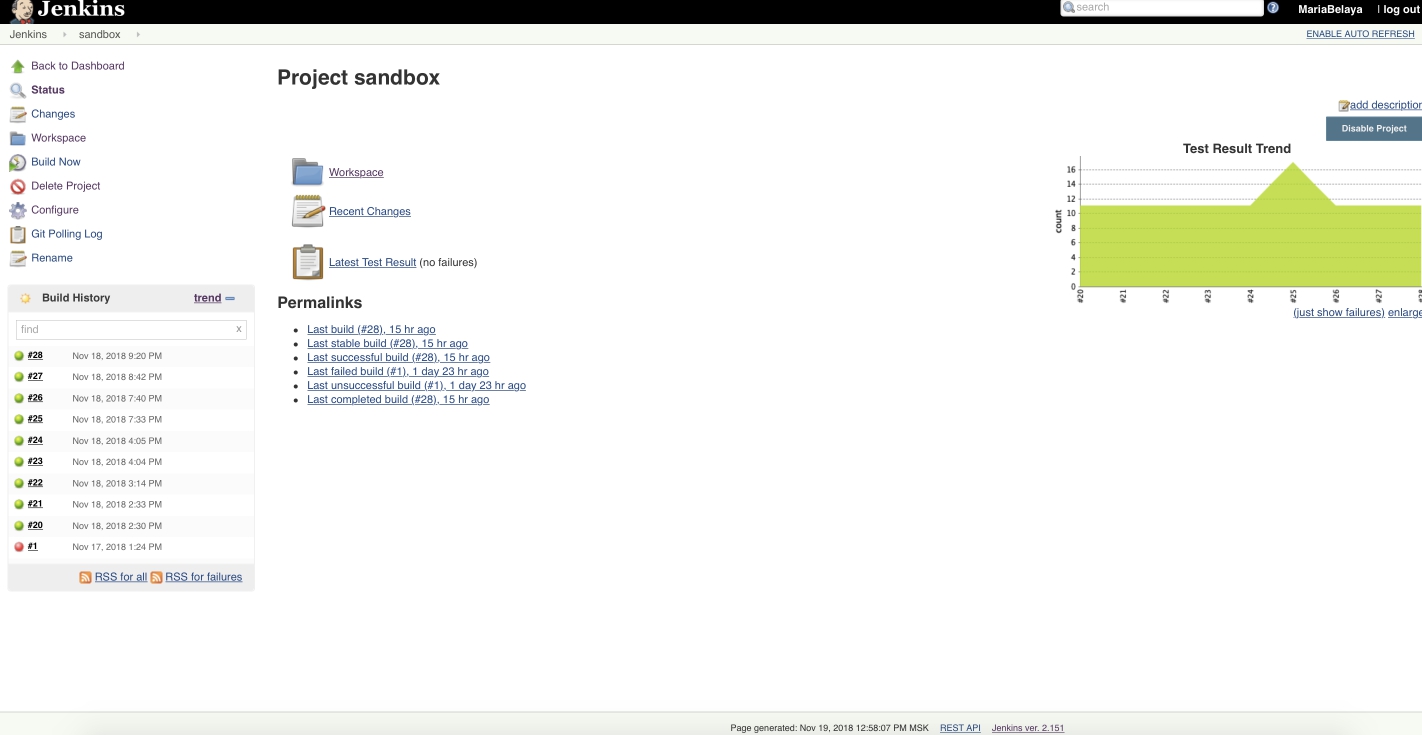 Jenkins
search
MariaBelaya | log out
Jenkins sandbox
ENABLE AUTO REFRESH
Back to Dashboard
Status
Changes
Workspace
Build Now
Delete Project
Configure
Git Polling Log
Rename
Build History trend
find x
#28 Nov 18, 2018 9:20 PM
#27 Nov 18, 2018 8:42 PM
#26 Nov 18, 2018 7:40 PM
#25 Nov 18, 2018 7:33 PM
#24 Nov 18, 2018 4:05 PM
#23 Nov 18, 2018 4:04 PM
#22 Nov 18, 2018 3:14 PM
#21 Nov 18, 2018 2:33 PM
#20 Nov 18, 2018 2:30 PM
#1 Nov 17, 2018 1:24 PM
RSS for all RSS for failures
Project sandbox
Workspace
Recent Changes
Latest Test Result (no failures)
Permalinks
Last build (#28), 15 hr ago
Last stable build (#28), 15 hr ago
Last successful build (#28), 15 hr ago
Last failed build (#1), 1 day 23 hr ago
Last unsuccessful build (#1), 1 day 23 hr ago
Last completed build (#28), 15 hr ago
add description
Disable Project
Test Result Trend
count
16
14
12
10
8
6
4
2
0
#20 #21 #22 #23 #24 #25 #26 #27 #28
(just show failures) enlarge
Page generated: Nov 19, 2018 12:58:07 PM MSK REST API Jenkins ver. 2.151